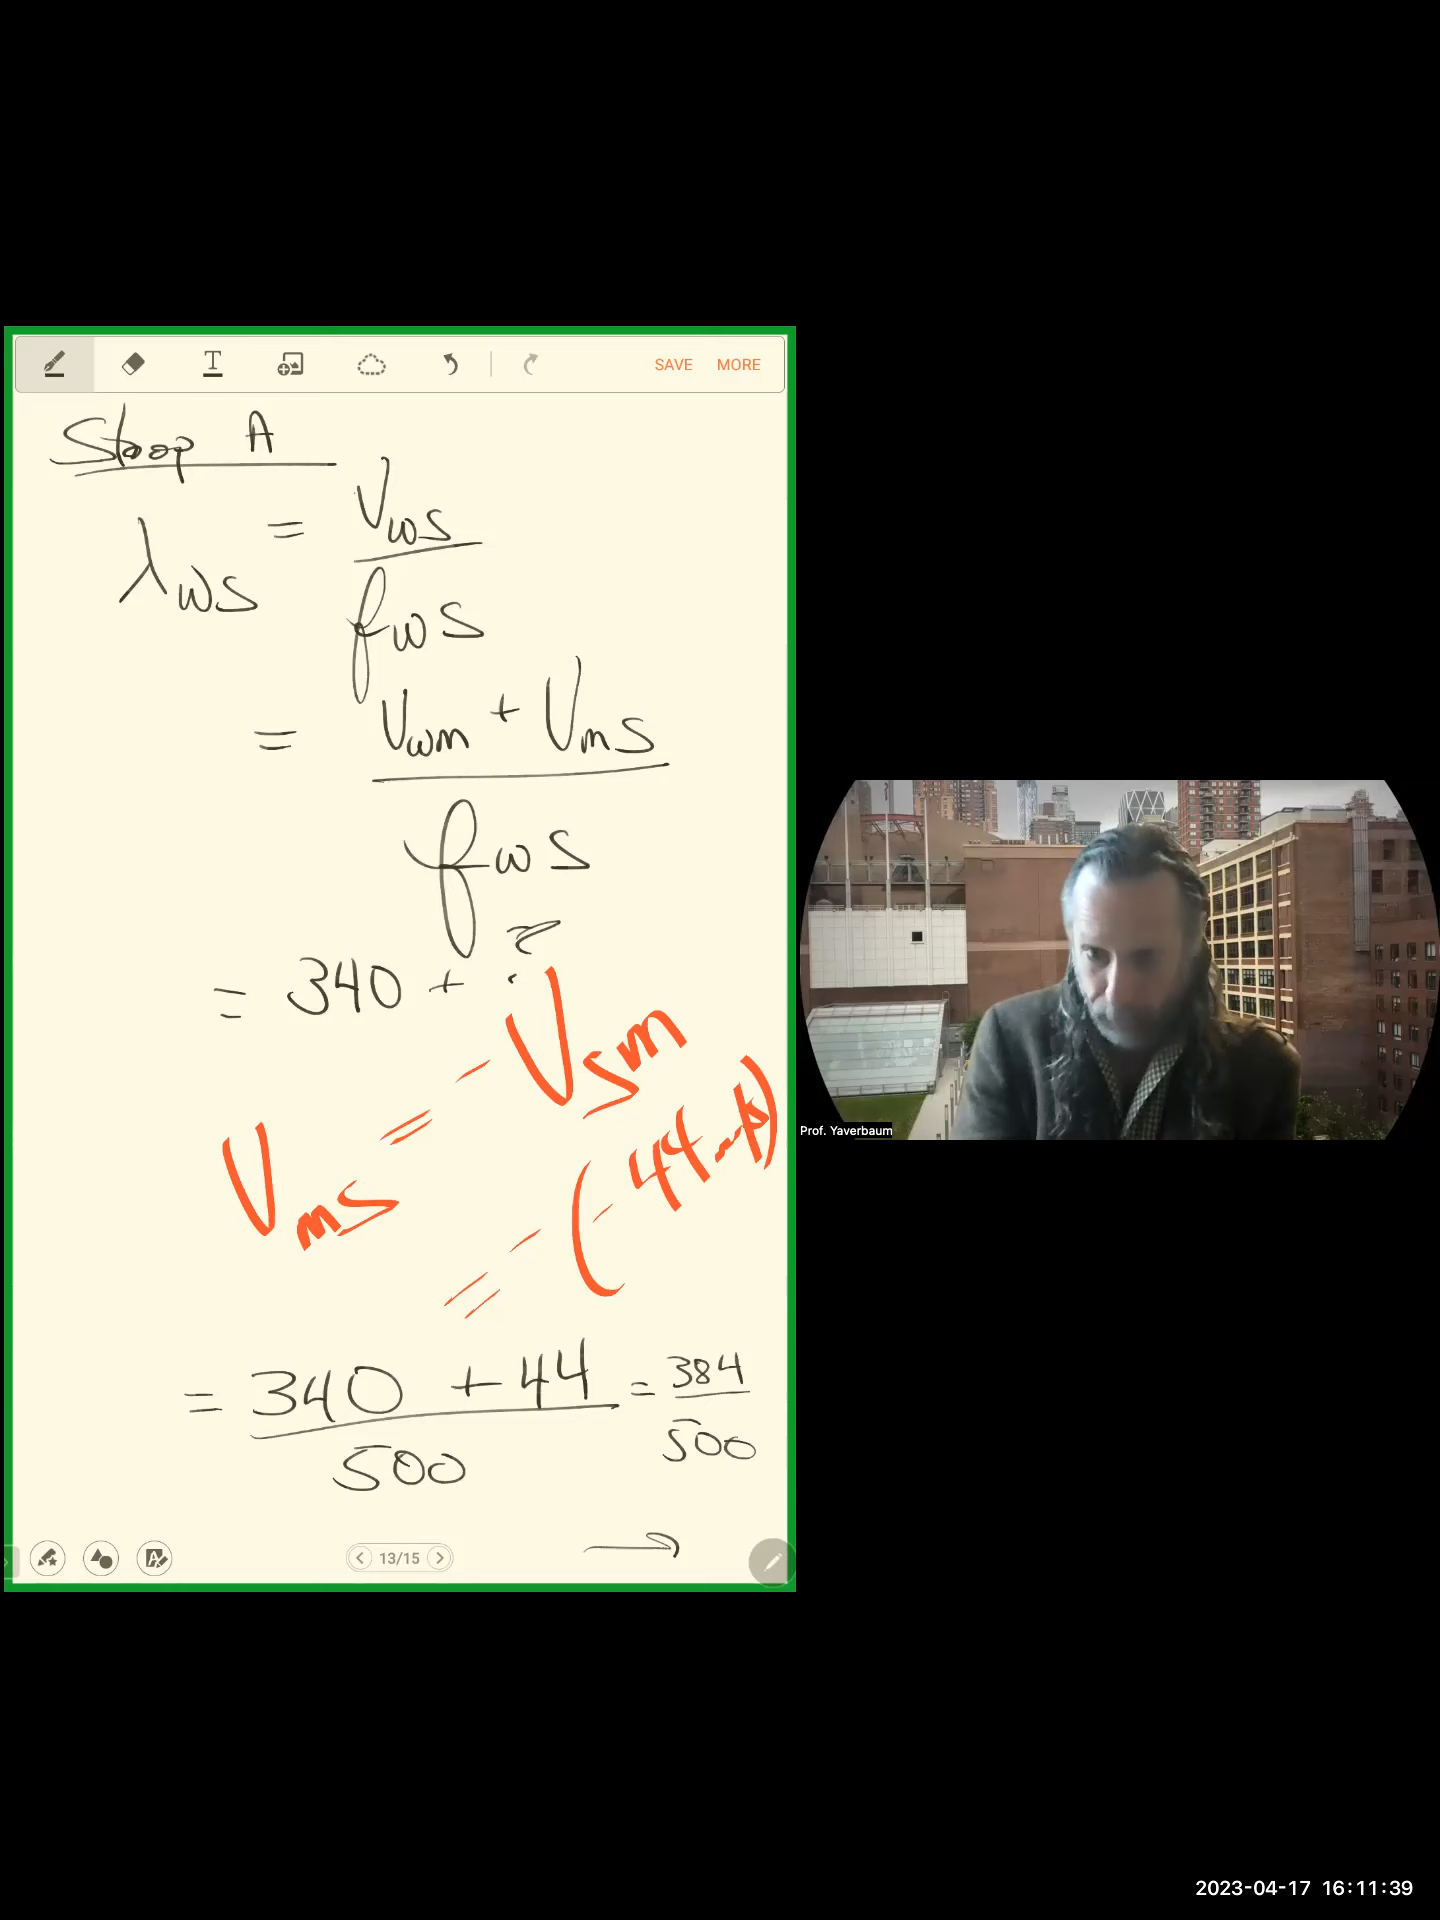 T SAVE MORE
Stoop A
λws = Vws
fws
= Vwm + Vms
fws
= 340 + ?
Vms = - Vsm
= - (- 44 m/s)
= 340 + 44 = 384
500 500
13/15
Prof. Yaverbaum
2023-04-17 16:11:39